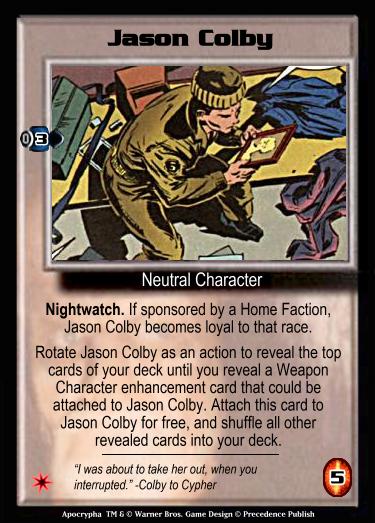 Jason Colby
3
Neutral Character
Nightwatch. If sponsored by a Home Faction,
Jason Colby becomes loyal to that race.
Rotate Jason Colby as an action to reveal the top
cards of your deck until you reveal a Weapon
Character enhancement card that could be
attached to Jason Colby. Attach this card to
Jason Colby for free, and shuffle all other
revealed cards into your deck.
"I was about to take her out, when you
interrupted." -Colby to Cypher
5
Apocrypha TM & © Warner Bros. Game Design © Precedence Publish